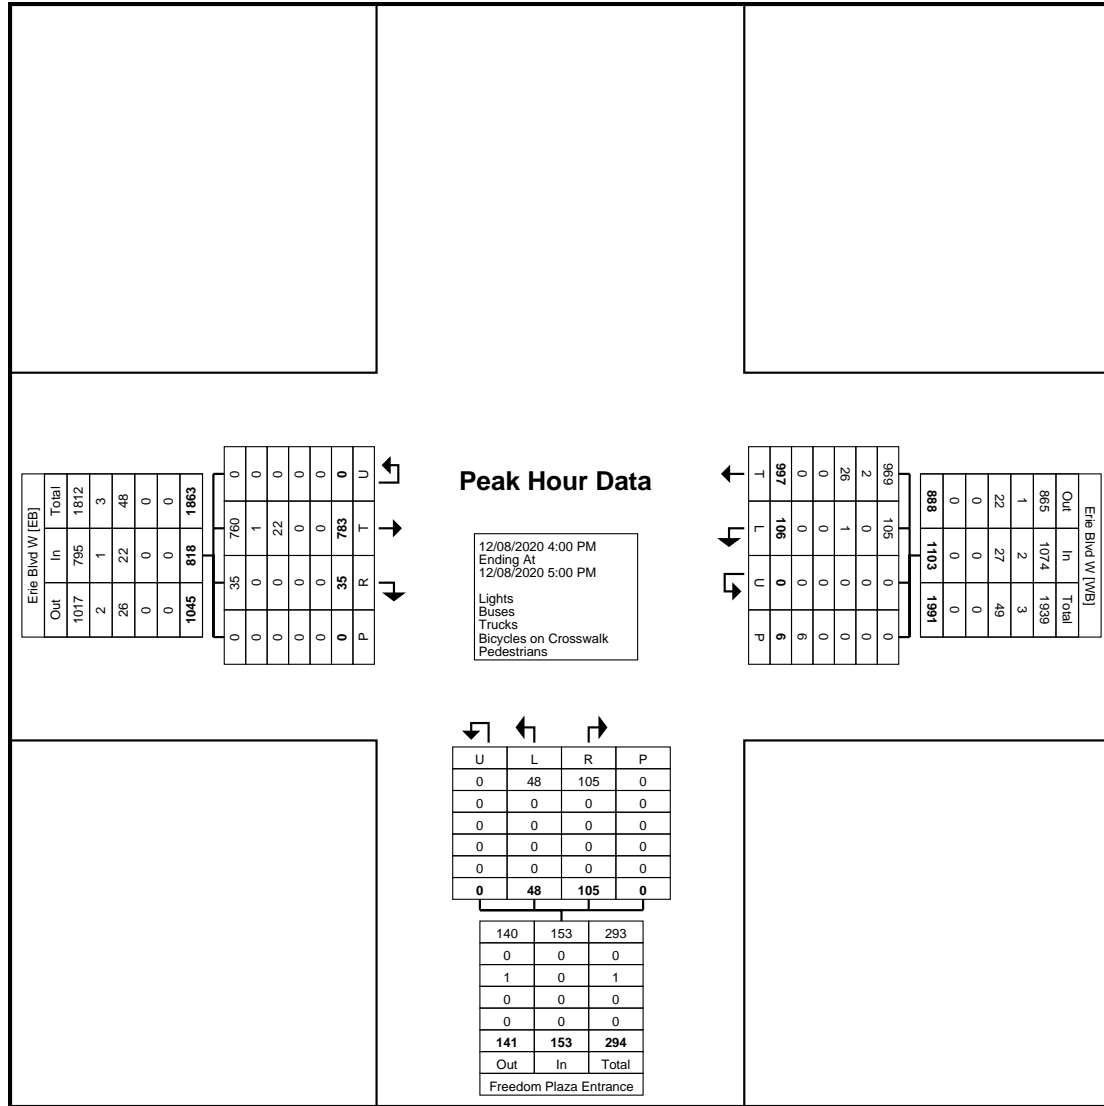 Erie Blvd W [EB]
Out In Total
1017 795 1812
2 1 3
26 22 48
0 0 0
0 0 0
1045 818 1863
0 35 760 0
0 0 1 0
0 0 22 0
0 0 0 0
0 0 0 0
0 35 783 0
P R T U
Peak Hour Data
12/08/2020 4:00 PM
Ending At
12/08/2020 5:00 PM
Lights
Buses
Trucks
Bicycles on Crosswalk
Pedestrians
Erie Blvd W [WB]
Out In Total
865 1074 1939
1 2 3
22 27 49
0 0 0
0 0 0
888 1103 1991
969 105 0 0
2 0 0 0
26 1 0 0
0 0 0 0
0 0 0 6
997 106 0 6
T L U P
U L R P
0 48 105 0
0 0 0 0
0 0 0 0
0 0 0 0
0 0 0 0
0 48 105 0
140 153 293
0 0 0
1 0 1
0 0 0
0 0 0
141 153 294
Out In Total
Freedom Plaza Entrance